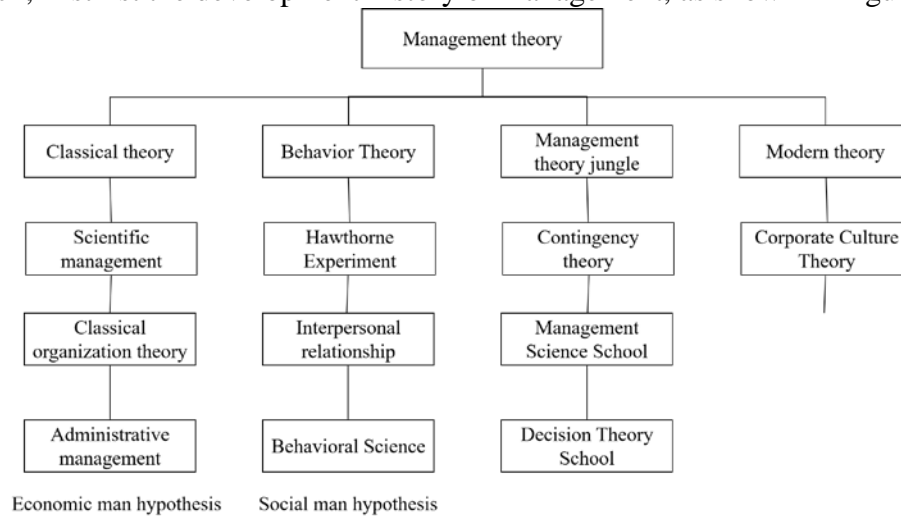 Management theory
Classical theory
Behavior Theory
Management
theory jungle
Modern theory
Scientific
management
Hawthorne
Experiment
Contingency
theory
Corporate Culture
Theory
Classical
organization theory
Interpersonal
relationship
Management
Science School
Administrative
management
Behavioral Science
Decision Theory
School
Economic man hypothesis
Social man hypothesis